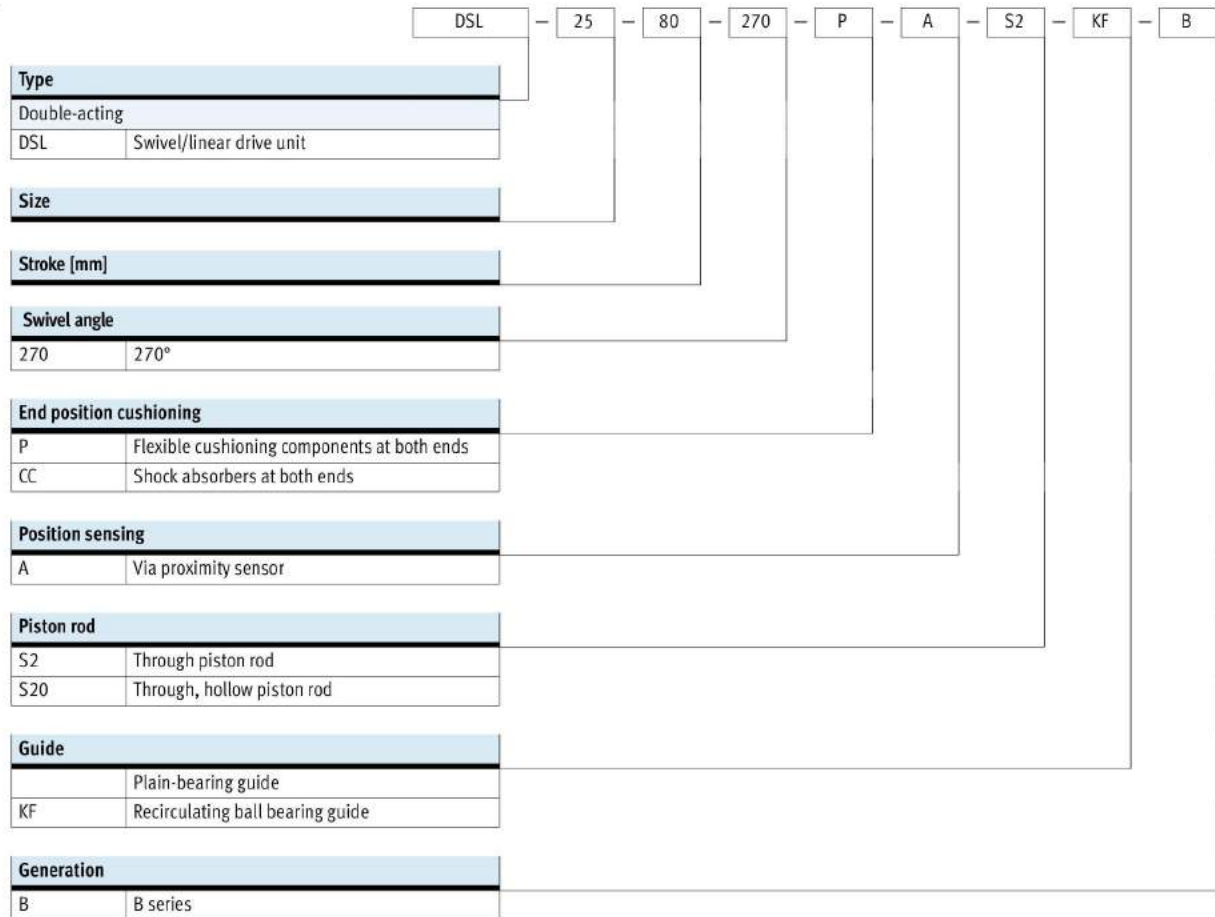 DSL – 25 – 80 – 270 – P – A – S2 – KF – B
Type
Double-acting
DSL Swivel/linear drive unit
Size
Stroke [mm]
Swivel angle
270 270°
End position cushioning
P Flexible cushioning components at both ends
CC Shock absorbers at both ends
Position sensing
A Via proximity sensor
Piston rod
S2 Through piston rod
S20 Through, hollow piston rod
Guide
Plain-bearing guide
KF Recirculating ball bearing guide
Generation
B B series